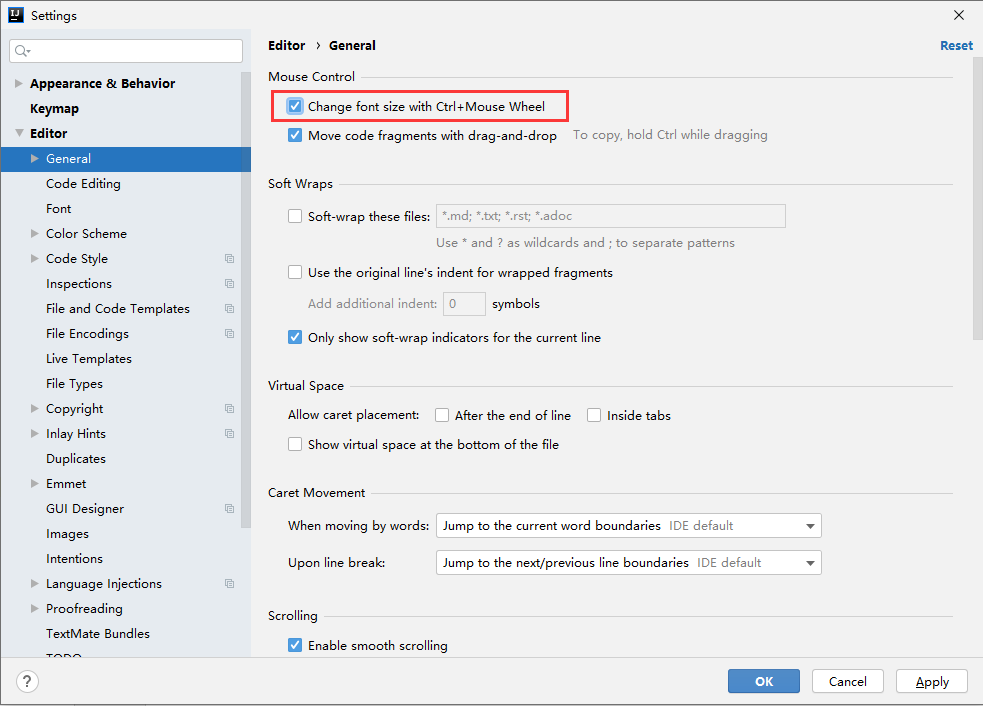 Settings
Appearance & Behavior
Keymap
Editor
General
Code Editing
Font
Color Scheme
Code Style
Inspections
File and Code Templates
File Encodings
Live Templates
File Types
Copyright
Inlay Hints
Duplicates
Emmet
GUI Designer
Images
Intentions
Language Injections
Proofreading
TextMate Bundles
TODO
Editor › General
Reset
Mouse Control
Change font size with Ctrl+Mouse Wheel
Move code fragments with drag-and-drop To copy, hold Ctrl while dragging
Soft Wraps
Soft-wrap these files: *.md; *.txt; *.rst; *.adoc
Use * and ? as wildcards and ; to separate patterns
Use the original line's indent for wrapped fragments
Add additional indent: 0 symbols
Only show soft-wrap indicators for the current line
Virtual Space
Allow caret placement: After the end of line Inside tabs
Show virtual space at the bottom of the file
Caret Movement
When moving by words: Jump to the current word boundaries IDE default
Upon line break: Jump to the next/previous line boundaries IDE default
Scrolling
Enable smooth scrolling
? OK Cancel Apply